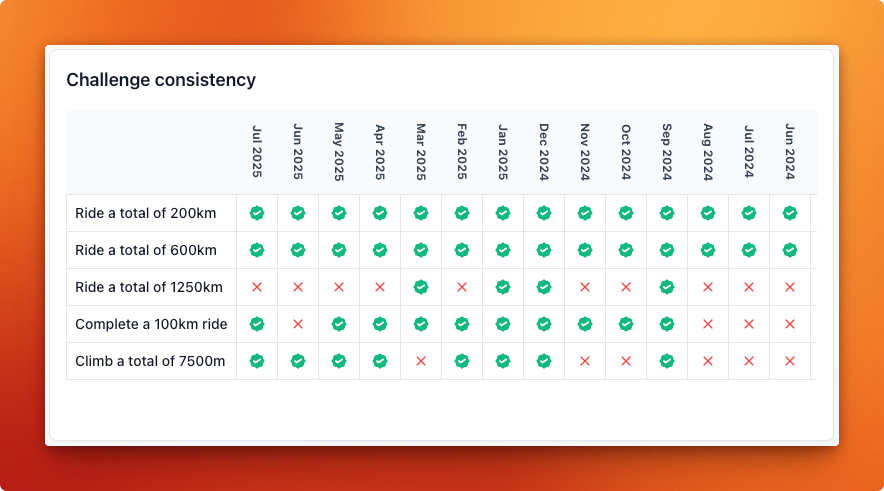 Challenge consistency
Jul 2025 Jun 2025 May 2025 Apr 2025 Mar 2025 Feb 2025 Jan 2025 Dec 2024 Nov 2024 Oct 2024 Sep 2024 Aug 2024 Jul 2024 Jun 2024
Ride a total of 200km
Ride a total of 600km
Ride a total of 1250km
Complete a 100km ride
Climb a total of 7500m